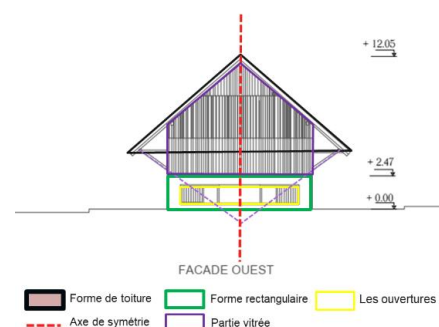 + 12.05
+ 2.47
+ 0.00
FACADE OUEST
Forme de toiture
Forme rectangulaire
Les ouvertures
Axe de symétrie
Partie vitrée